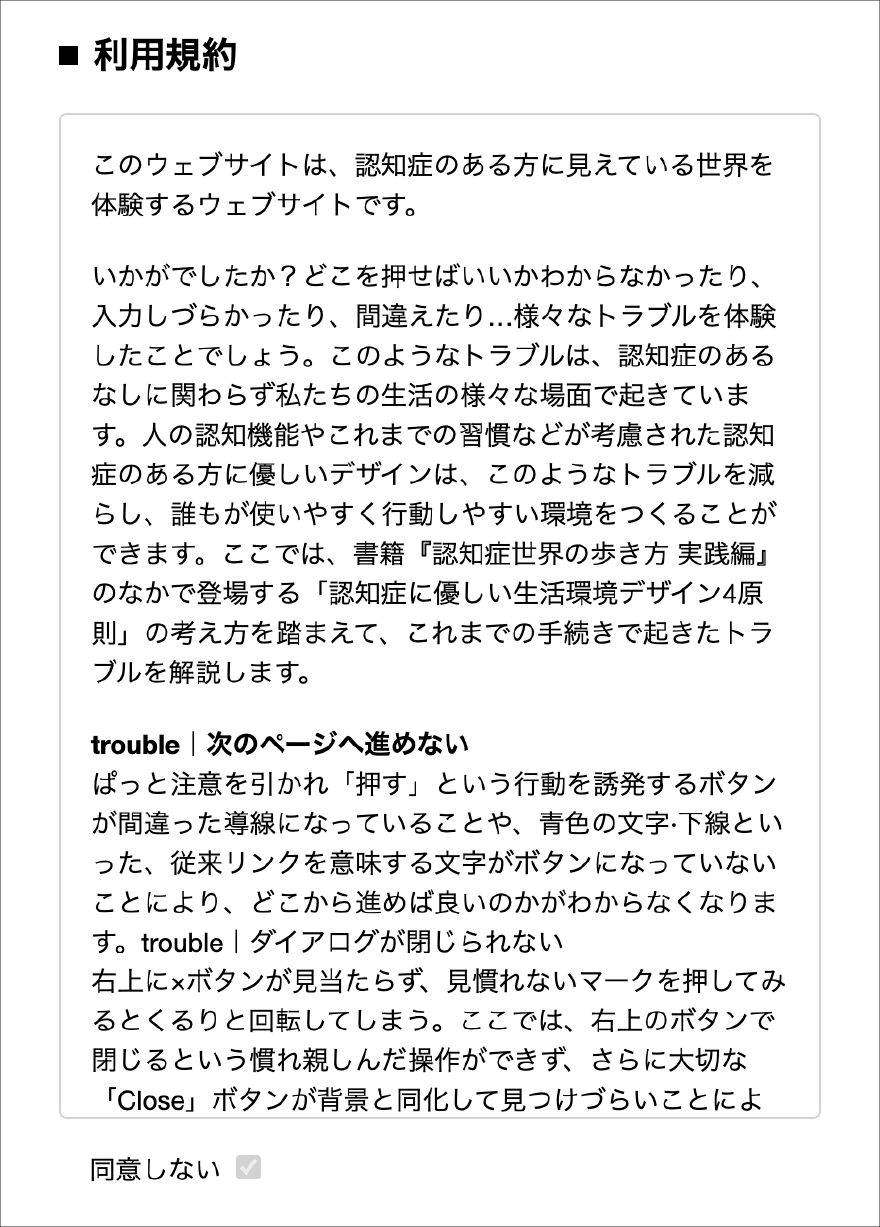 ■ 利用規約
このウェブサイトは、認知症のある方に見えている世界を
体験するウェブサイトです。
いかがでしたか？どこを押せばいいかわからなかったり、
入力しづらかったり、間違えたり…様々なトラブルを体験
したことでしょう。このようなトラブルは、認知症のある
なしに関わらず私たちの生活の様々な場面で起きていま
す。人の認知機能やこれまでの習慣などが考慮された認知
症のある方に優しいデザインは、このようなトラブルを減
らし、誰もが使いやすく行動しやすい環境をつくることが
できます。ここでは、書籍『認知症世界の歩き方 実践編』
のなかで登場する「認知症に優しい生活環境デザイン4原
則」の考え方を踏まえて、これまでの手続きで起きたトラ
ブルを解説します。
trouble｜次のページへ進めない
ぱっと注意を引かれ「押す」という行動を誘発するボタン
が間違った導線になっていることや、青色の文字·下線とい
った、従来リンクを意味する文字がボタンになっていない
ことにより、どこから進めば良いのかがわからなくなりま
す。trouble｜ダイアログが閉じられない
右上に×ボタンが見当たらず、見慣れないマークを押してみ
るとくるりと回転してしまう。ここでは、右上のボタンで
閉じるという慣れ親しんだ操作ができず、さらに大切な
「Close」ボタンが背景と同化して見つけづらいことによ
同意しない